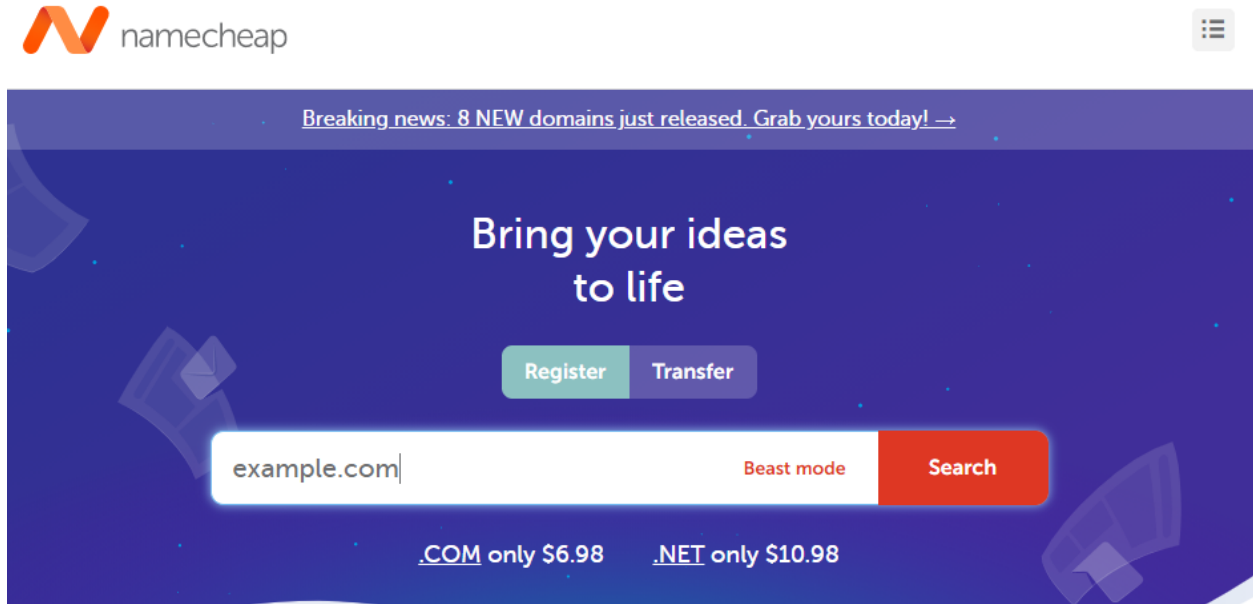 namecheap
Breaking news: 8 NEW domains just released. Grab yours today! →
Bring your ideas
to life
Register Transfer
example.com Beast mode Search
.COM only $6.98 .NET only $10.98